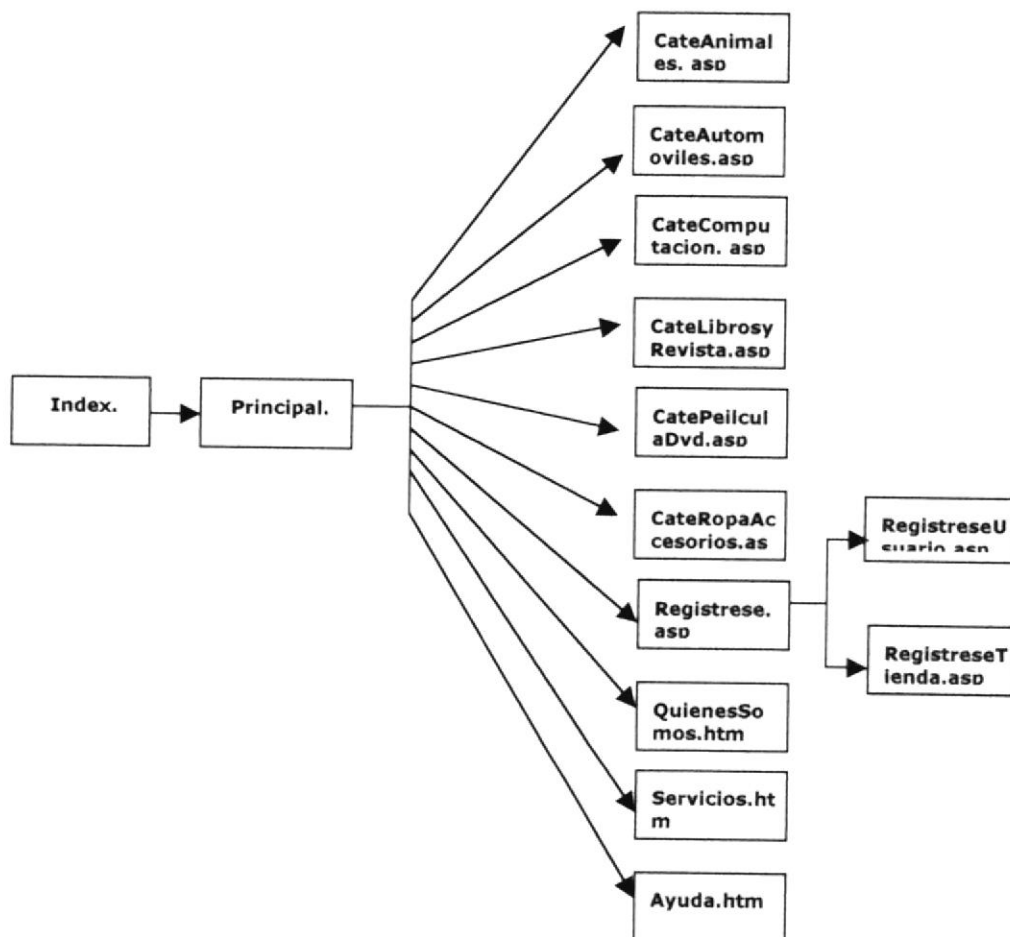 CateAnimal
es. asp
CateAutom
oviles.asp
CateCompu
tacion. asp
CateLibrosy
Revista.asp
Index.
Principal.
CatePeilcul
aDvd.asp
CateRopaAc
cesorios.as
RegistreseU
suario.asp
Registrese.
asp
RegistreseT
ienda.asp
QuienesSo
mos.htm
Servicios.ht
m
Ayuda.htm